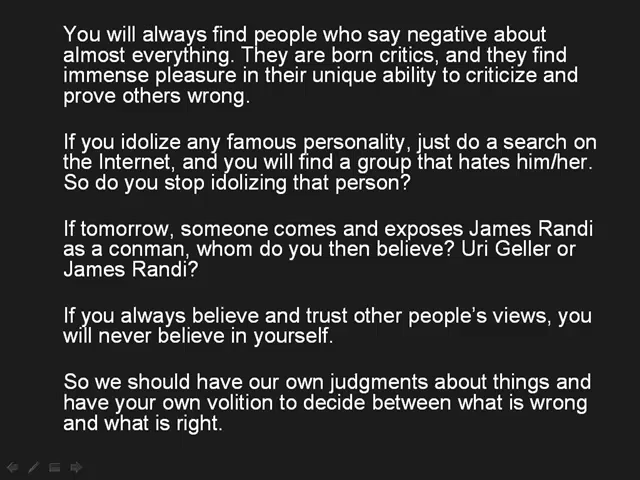 You will always find people who say negative about
almost everything. They are born critics, and they find
immense pleasure in their unique ability to criticize and
prove others wrong.
If you idolize any famous personality, just do a search on
the Internet, and you will find a group that hates him/her.
So do you stop idolizing that person?
If tomorrow, someone comes and exposes James Randi
as a conman, whom do you then believe? Uri Geller or
James Randi?
If you always believe and trust other people's views, you
will never believe in yourself.
So we should have our own judgments about things and
have your own volition to decide between what is wrong
and what is right.